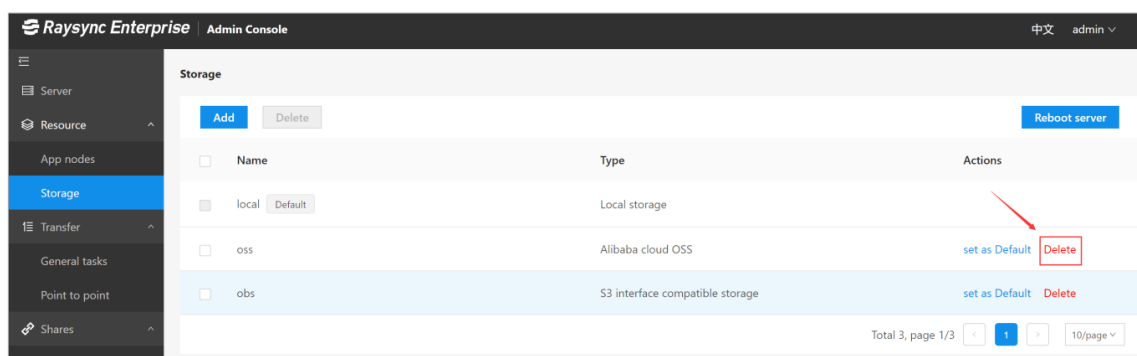 Raysync Enterprise | Admin Console 中文 admin
Server
Storage
Resource
Add Delete Reboot server
App nodes
Name Type Actions
Storage
local Default Local storage
Transfer
oss Alibaba cloud OSS set as Default Delete
General tasks
Point to point
obs S3 interface compatible storage set as Default Delete
Shares
Total 3, page 1/3 < 1 > 10/page